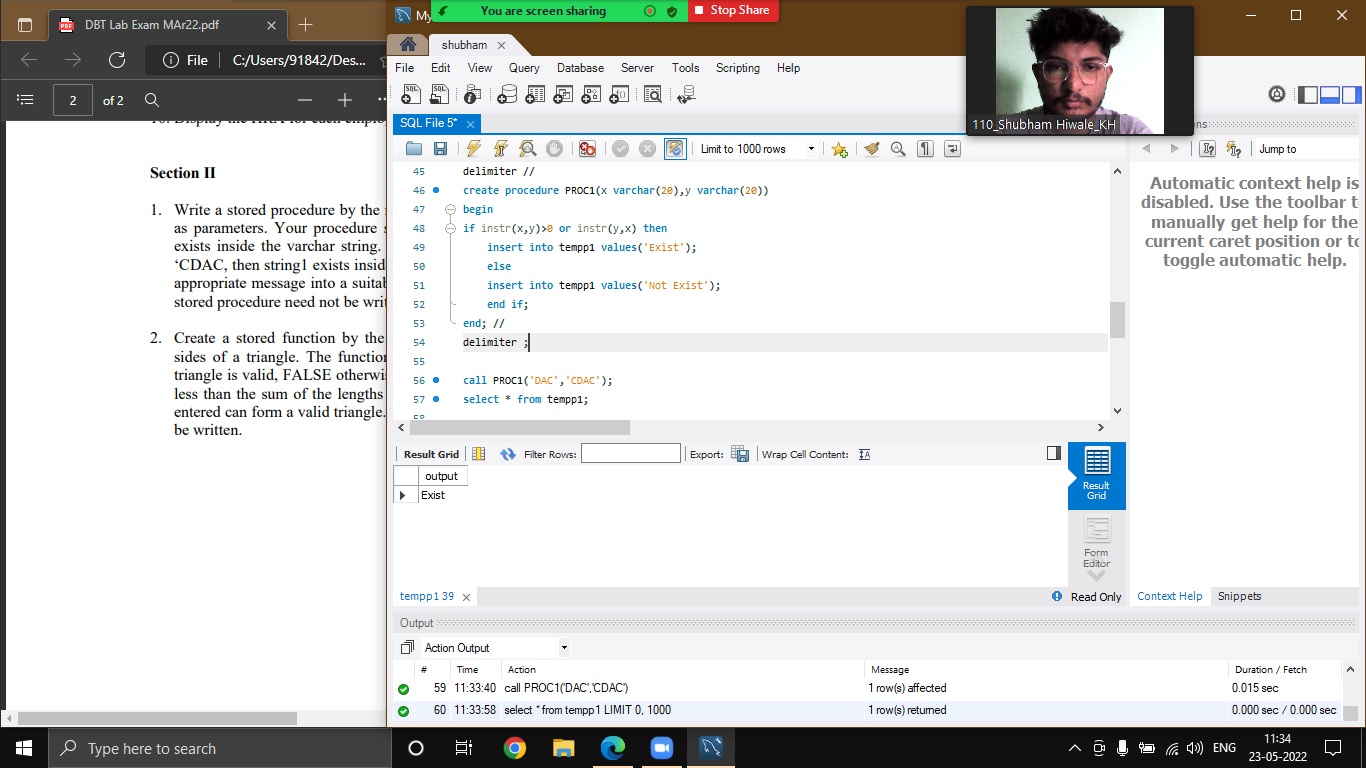 DBT Lab Exam MAr22.pdf
File
C:/Users/91842/Des...
2
of 2
Section II
1. Write a stored procedure by the
as parameters. Your procedure
exists inside the varchar string.
‘CDAC, then string1 exists insid
appropriate message into a suitab
stored procedure need not be wri
2. Create a stored function by the
sides of a triangle. The function
triangle is valid, FALSE otherwi
less than the sum of the lengths
entered can form a valid triangle.
be written.
My
You are screen sharing
Stop Share
shubham
File Edit View Query Database Server Tools Scripting Help
110_Shubham Hiwale_KH
SQL File 5*
Limit to 1000 rows
Jump to
45 delimiter //
46 create procedure PROC1(x varchar(20),y varchar(20))
47 begin
48 if instr(x,y)>0 or instr(y,x) then
49 insert into tempp1 values('Exist');
50 else
51 insert into tempp1 values('Not Exist');
52 end if;
53 end; //
54 delimiter ;
55
56 call PROC1('DAC','CDAC');
57 select * from tempp1;
58
Automatic context help is
disabled. Use the toolbar t
manually get help for the
current caret position or to
toggle automatic help.
Result Grid
Filter Rows:
Export:
Wrap Cell Content:
output
Exist
Result
Grid
Form
Editor
tempp1 39
Read Only
Context Help
Snippets
Output
Action Output
# Time Action Message Duration / Fetch
59 11:33:40 call PROC1('DAC','CDAC') 1 row(s) affected 0.015 sec
60 11:33:58 select * from tempp1 LIMIT 0, 1000 1 row(s) returned 0.000 sec / 0.000 sec
Type here to search
ENG
11:34
23-05-2022